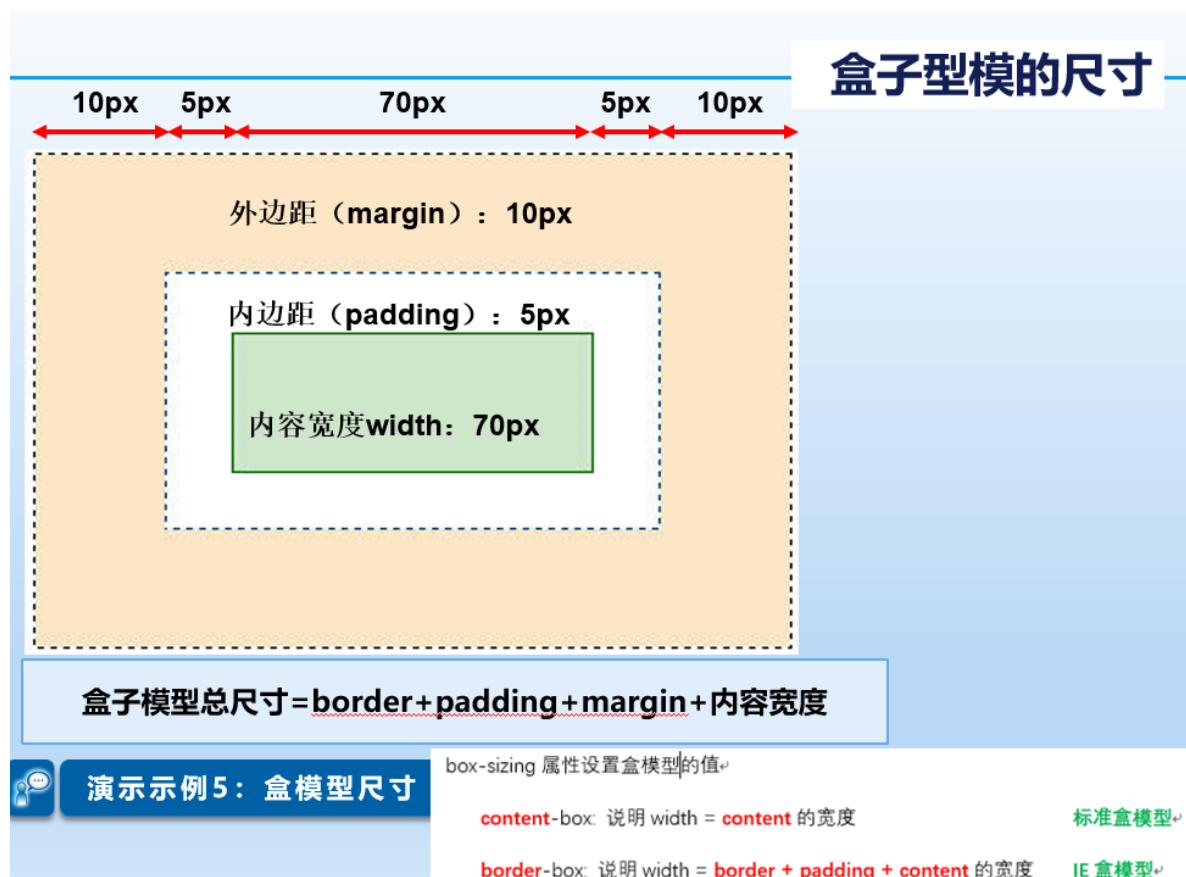 盒子型模的尺寸
10px 5px 70px 5px 10px
外边距（margin）：10px
内边距（padding）：5px
内容宽度width：70px
盒子模型总尺寸=border+padding+margin+内容宽度
演示示例5：盒模型尺寸
box-sizing 属性设置盒模型的值
content-box: 说明 width = content 的宽度 标准盒模型
border-box: 说明 width = border + padding + content 的宽度 IE 盒模型